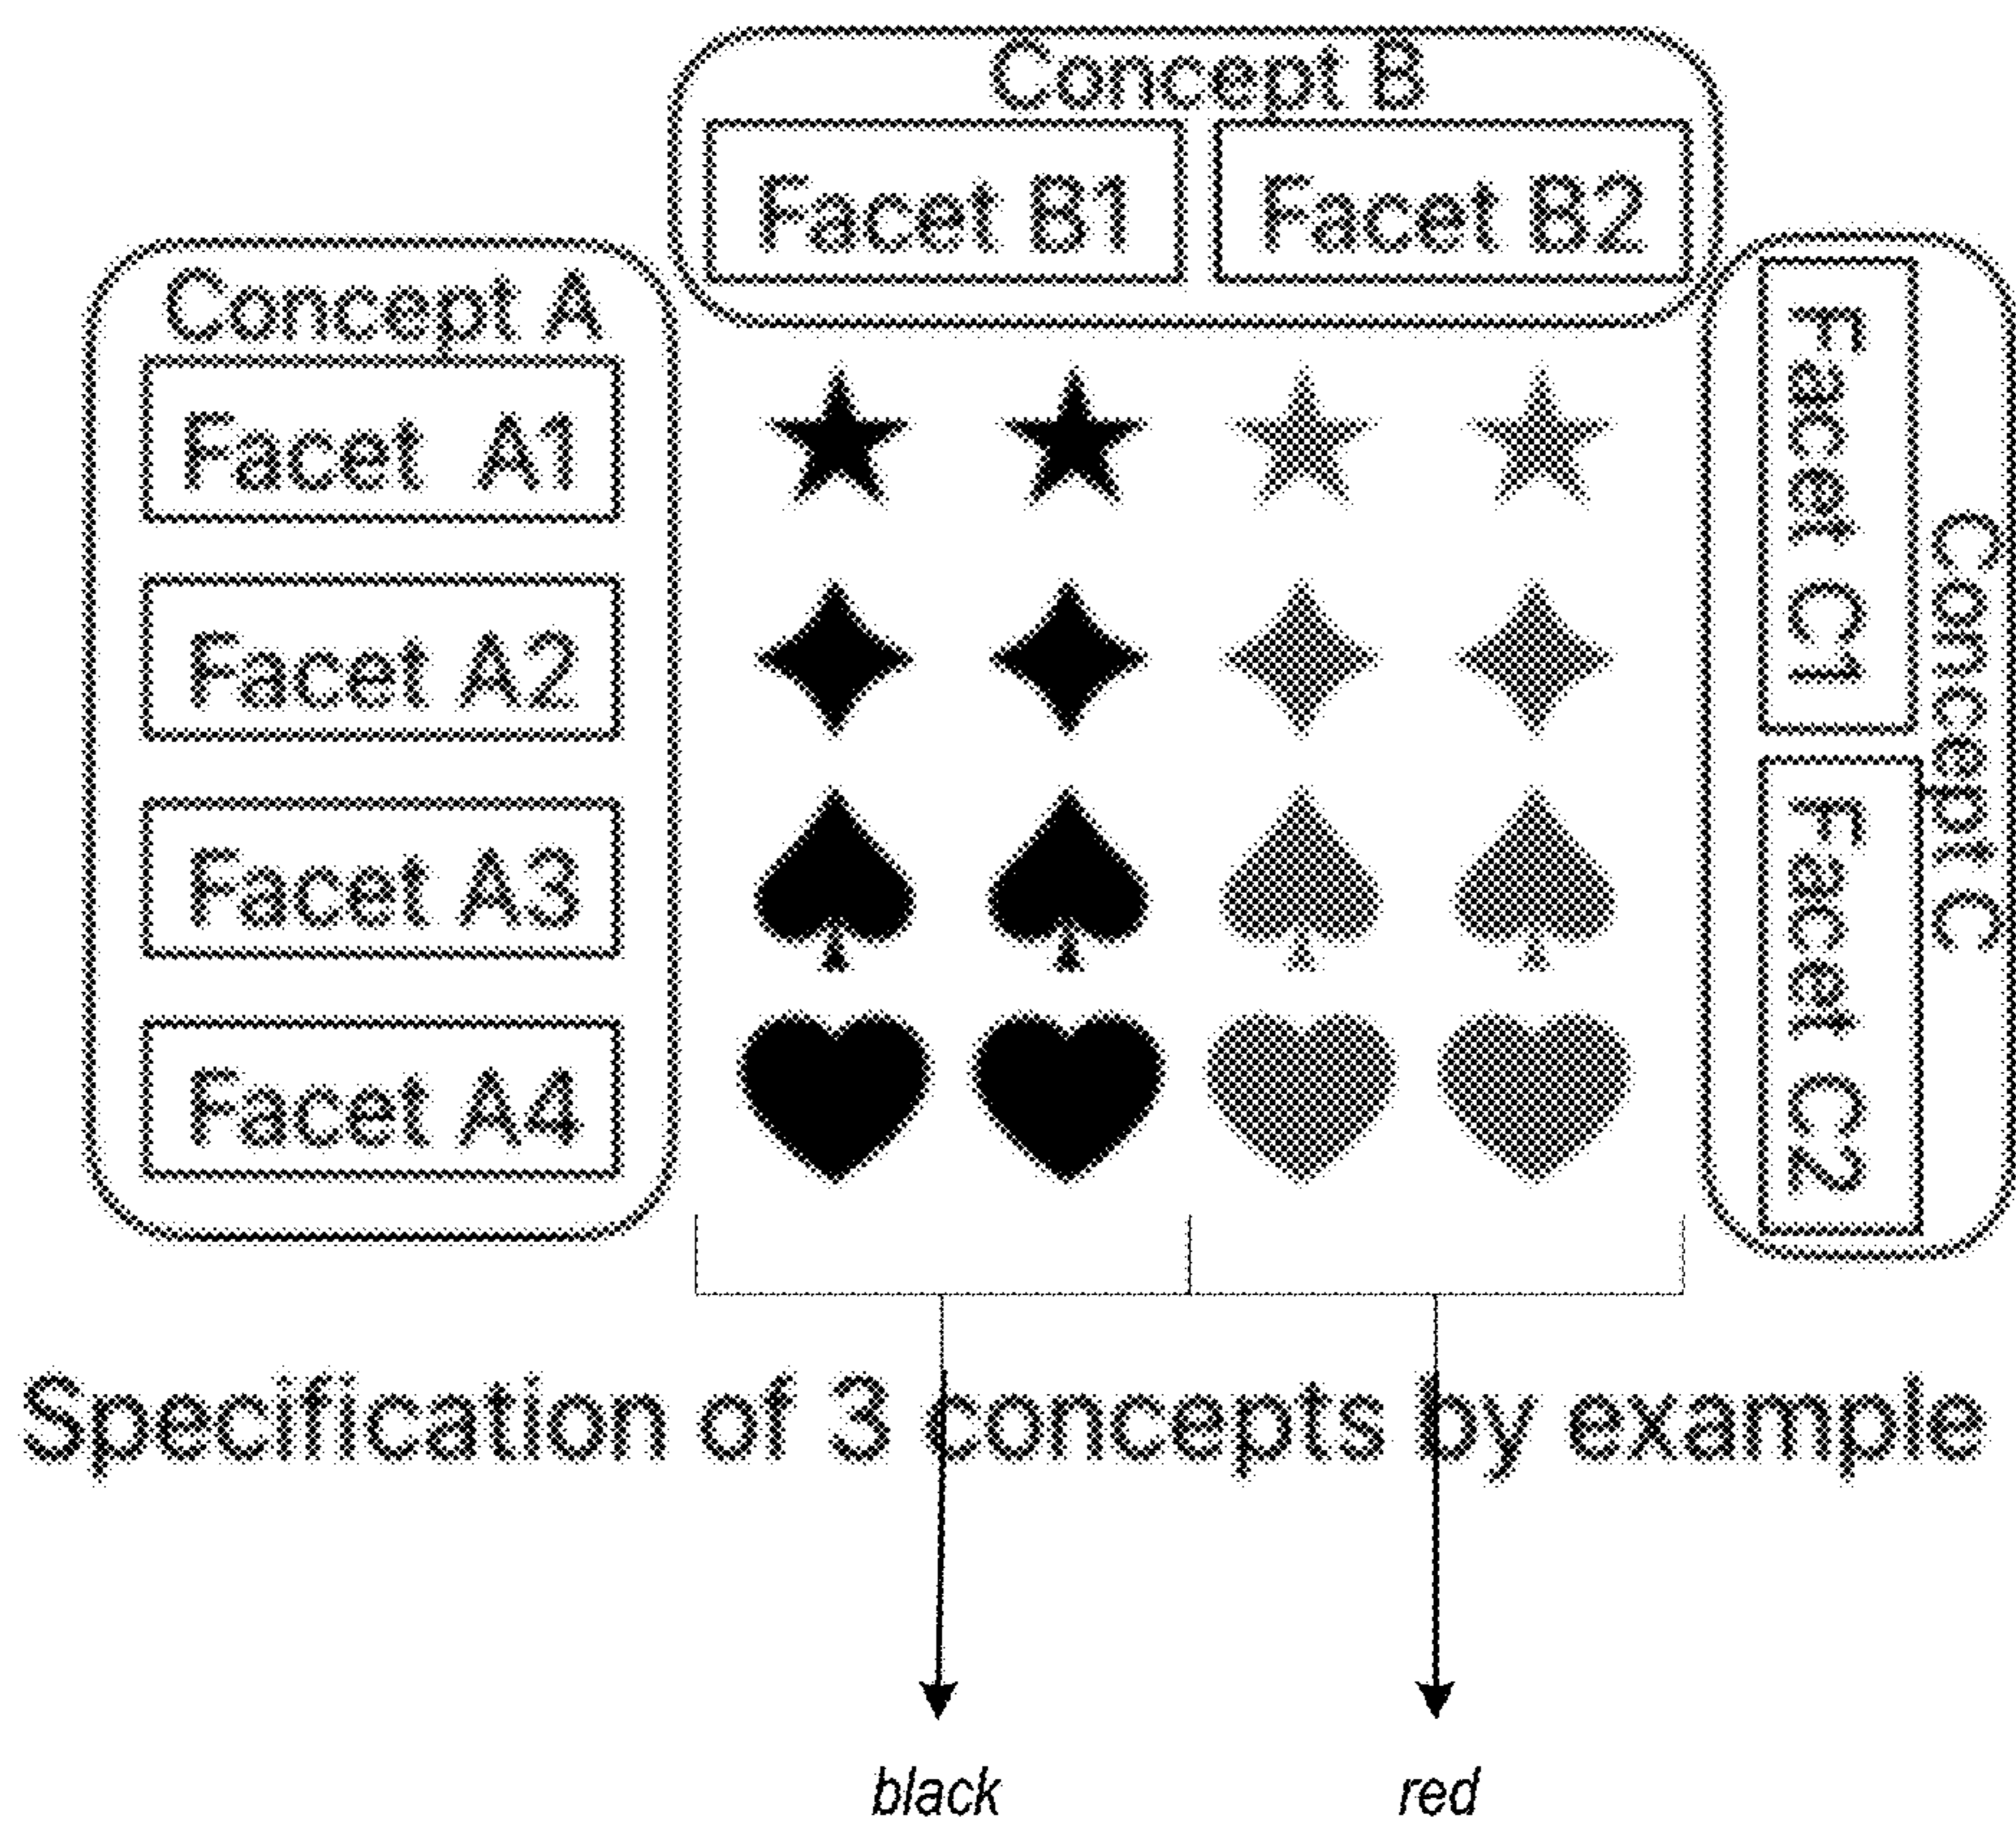 Concept B
Facet B1
Facet B2
Concept A
Facet A1
Facet A2
Facet A3
Facet A4
Concept C
Facet C1
Facet C2
Specification of 3 concepts by example
black
red